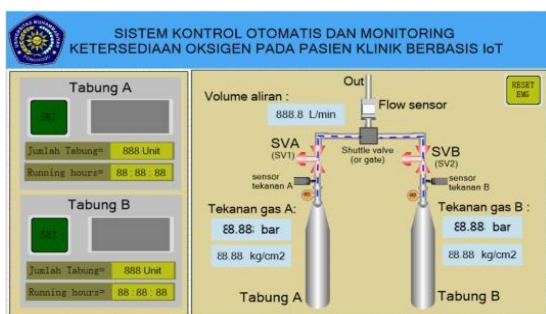 SISTEM KONTROL OTOMATIS DAN MONITORING
KETERSEDIAAN OKSIGEN PADA PASIEN KLINIK BERBASIS IoT
Tabung A
SET
Jumlah Tabung= 888 Unit
Running hours= 88:88:88
Tabung B
SET
Jumlah Tabung= 888 Unit
Running hours= 88:88:88
RESET
EMG
Out
Volume aliran :
888.8 L/min
Flow sensor
SVA
(SV1)
Shuttle valve
(or gate)
SVB
(SV2)
sensor
tekanan A
sensor
tekanan B
Tekanan gas A:
88.88 bar
88.88 kg/cm2
Tekanan gas B :
88.88 bar
88.88 kg/cm2
Tabung A
Tabung B